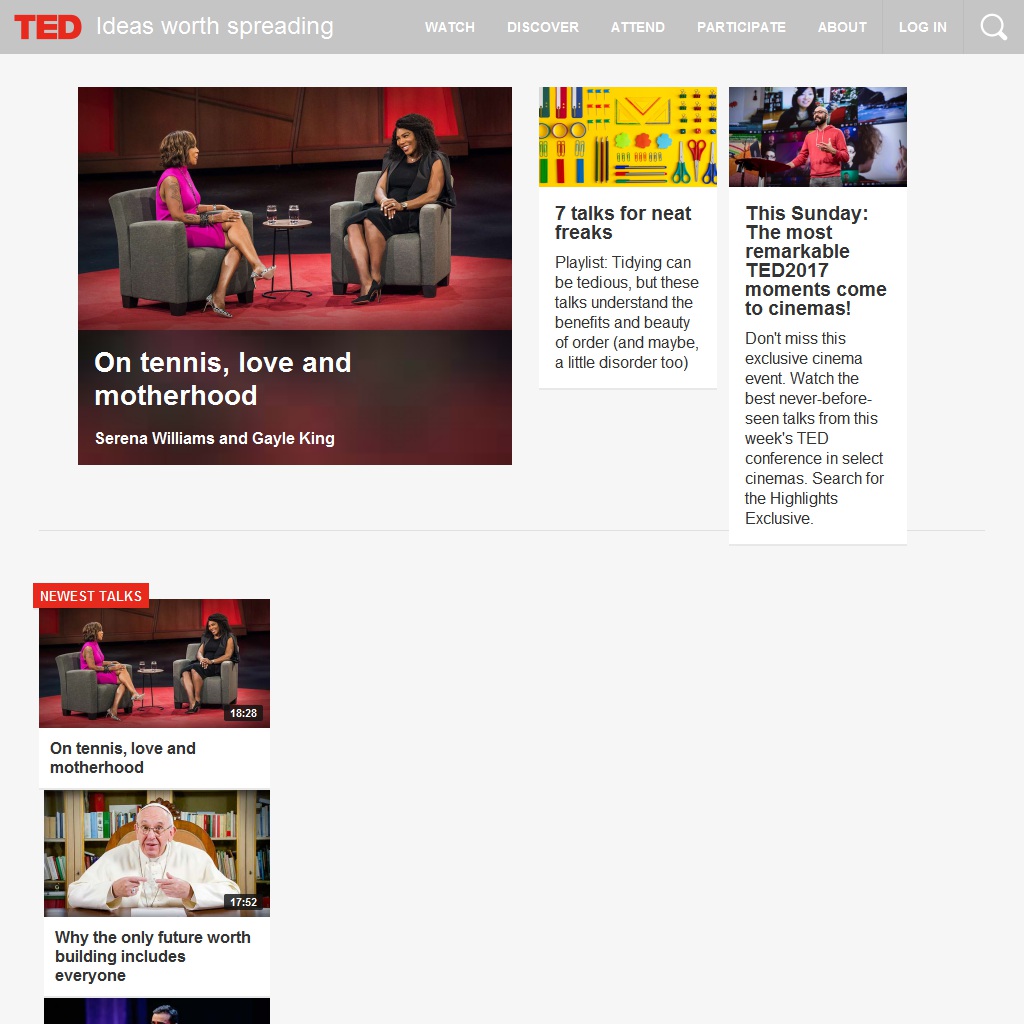 TED Ideas worth spreading WATCH DISCOVER ATTEND PARTICIPATE ABOUT LOG IN
On tennis, love and
motherhood
Serena Williams and Gayle King
7 talks for neat
freaks
Playlist: Tidying can
be tedious, but these
talks understand the
benefits and beauty
of order (and maybe,
a little disorder too)
This Sunday:
The most
remarkable
TED2017
moments come
to cinemas!
Don't miss this
exclusive cinema
event. Watch the
best never-before-
seen talks from this
week's TED
conference in select
cinemas. Search for
the Highlights
Exclusive.
NEWEST TALKS
18:28
On tennis, love and
motherhood
17:52
Why the only future worth
building includes
everyone